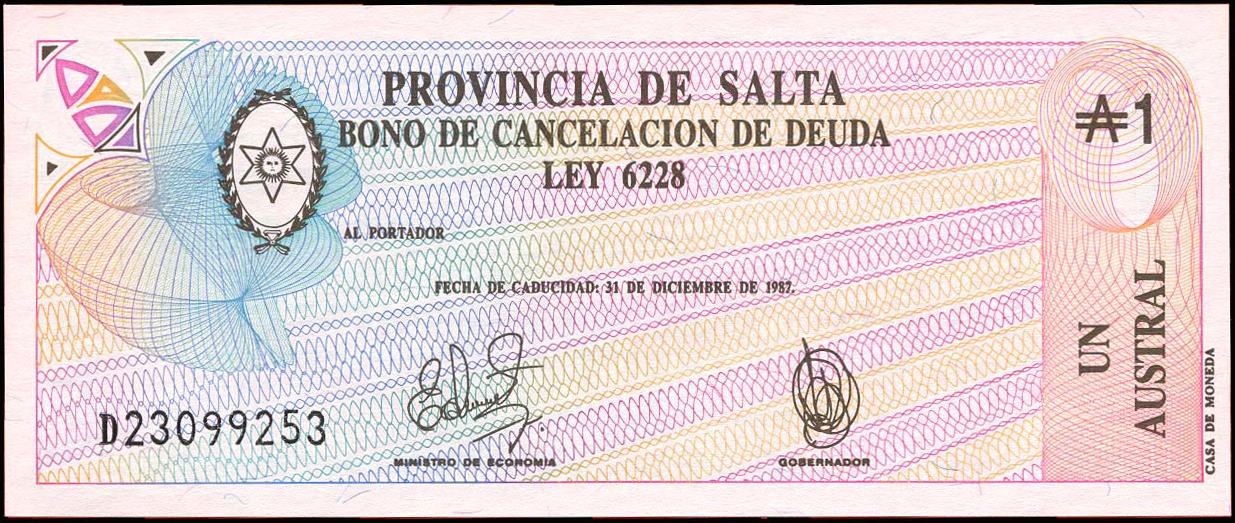 PROVINCIA DE SALTA
BONO DE CANCELACION DE DEUDA
LEY 6228
₳1
AL PORTADOR
FECHA DE CADUCIDAD: 31 DE DICIEMBRE DE 1987.
UN
AUSTRAL
D23099253
MINISTRO DE ECONOMIA
GOBERNADOR
CASA DE MONEDA